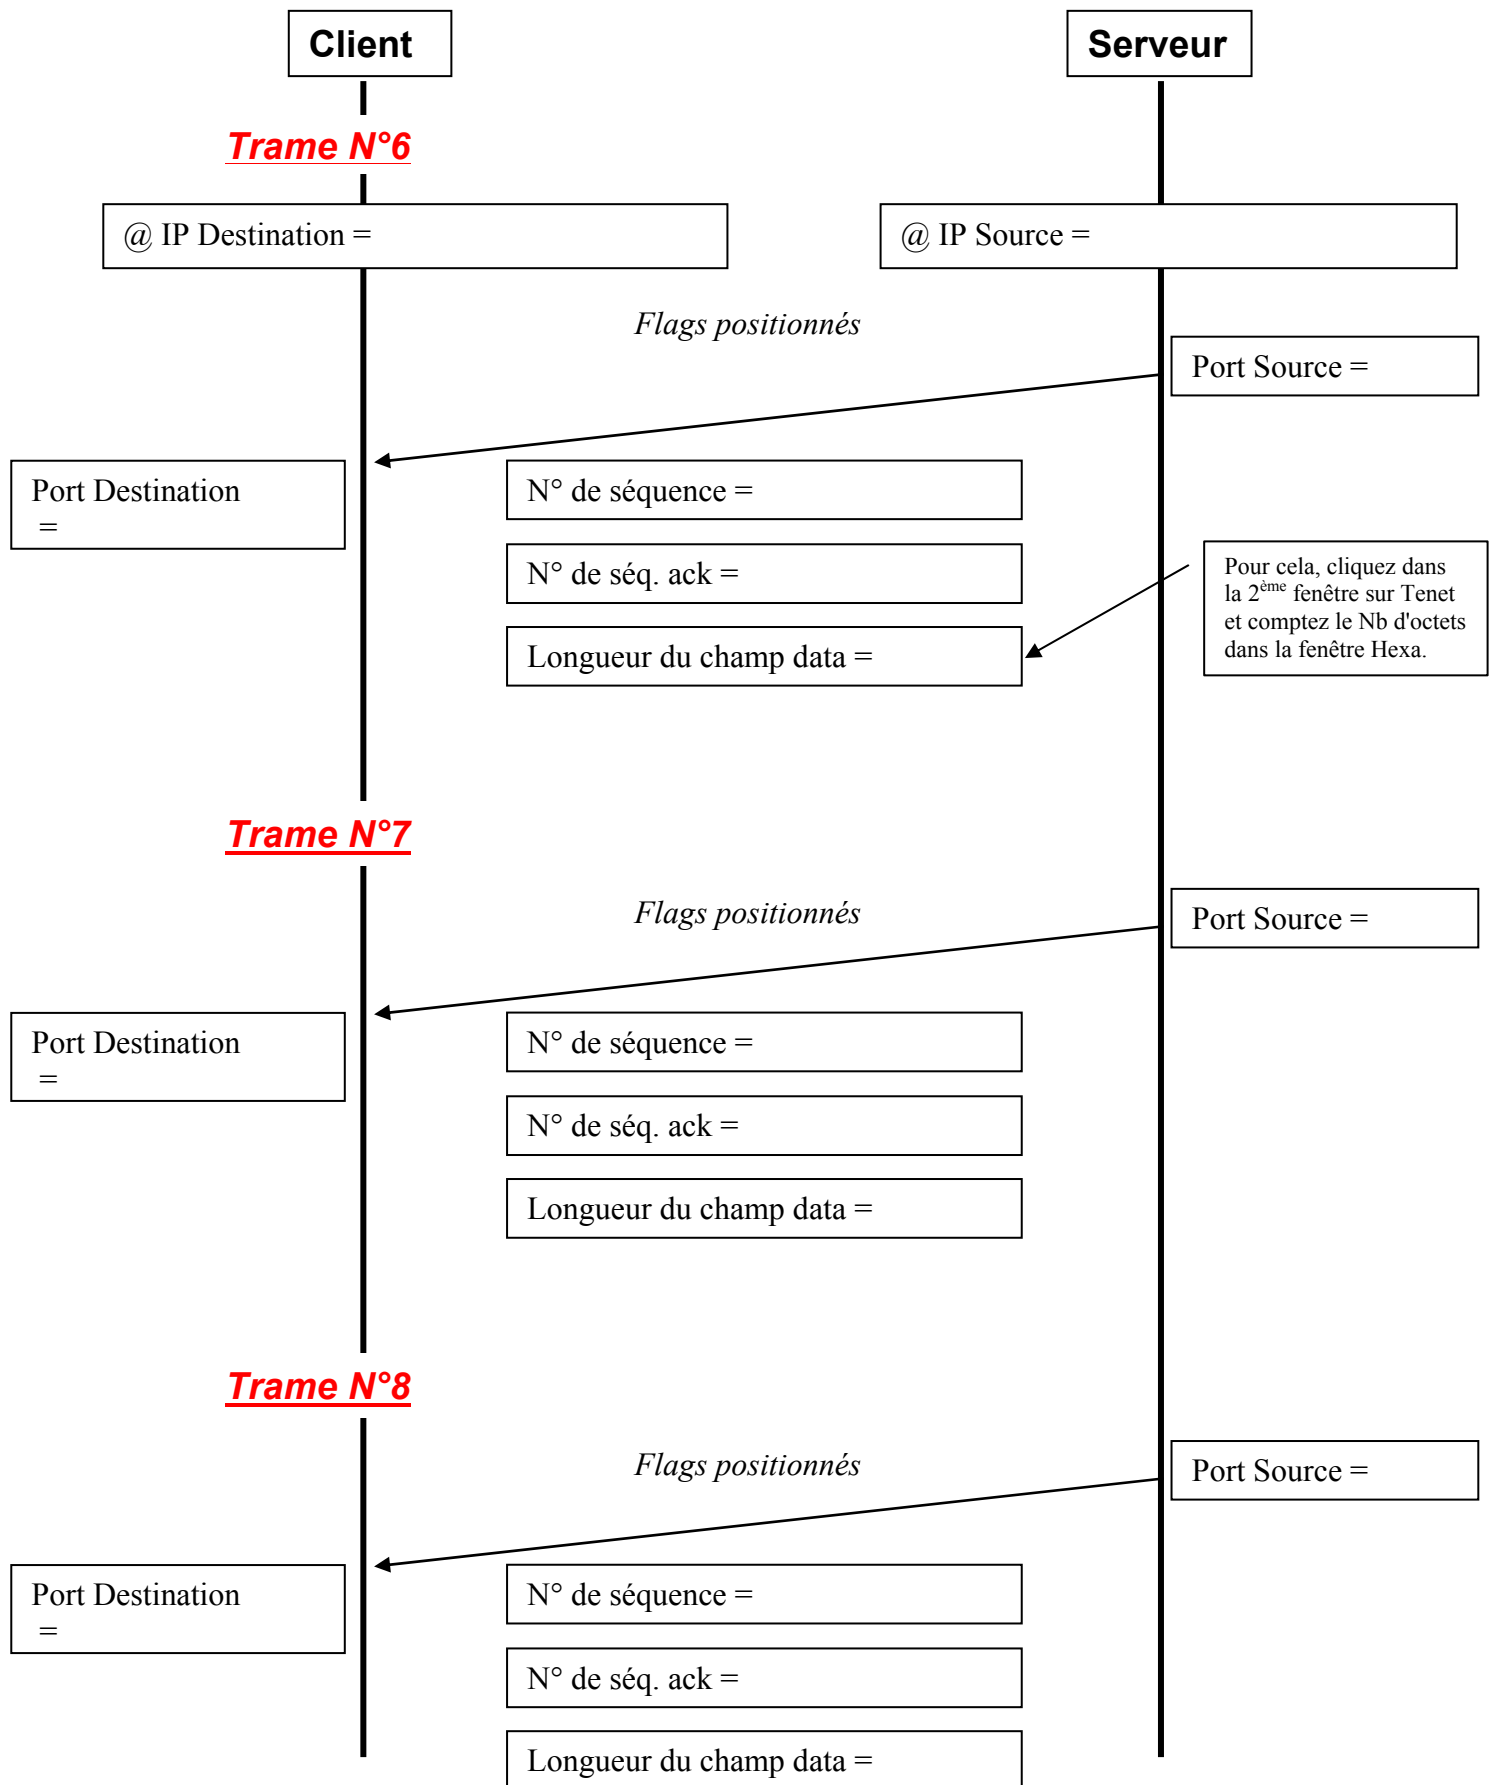 Client
Serveur
Trame N°6
@ IP Destination =
@ IP Source =
Flags positionnés
Port Source =
Port Destination
=
N° de séquence =
N° de séq. ack =
Longueur du champ data =
Pour cela, cliquez dans
la 2ème fenêtre sur Tenet
et comptez le Nb d'octets
dans la fenêtre Hexa.
Trame N°7
Flags positionnés
Port Source =
Port Destination
=
N° de séquence =
N° de séq. ack =
Longueur du champ data =
Trame N°8
Flags positionnés
Port Source =
Port Destination
=
N° de séquence =
N° de séq. ack =
Longueur du champ data =